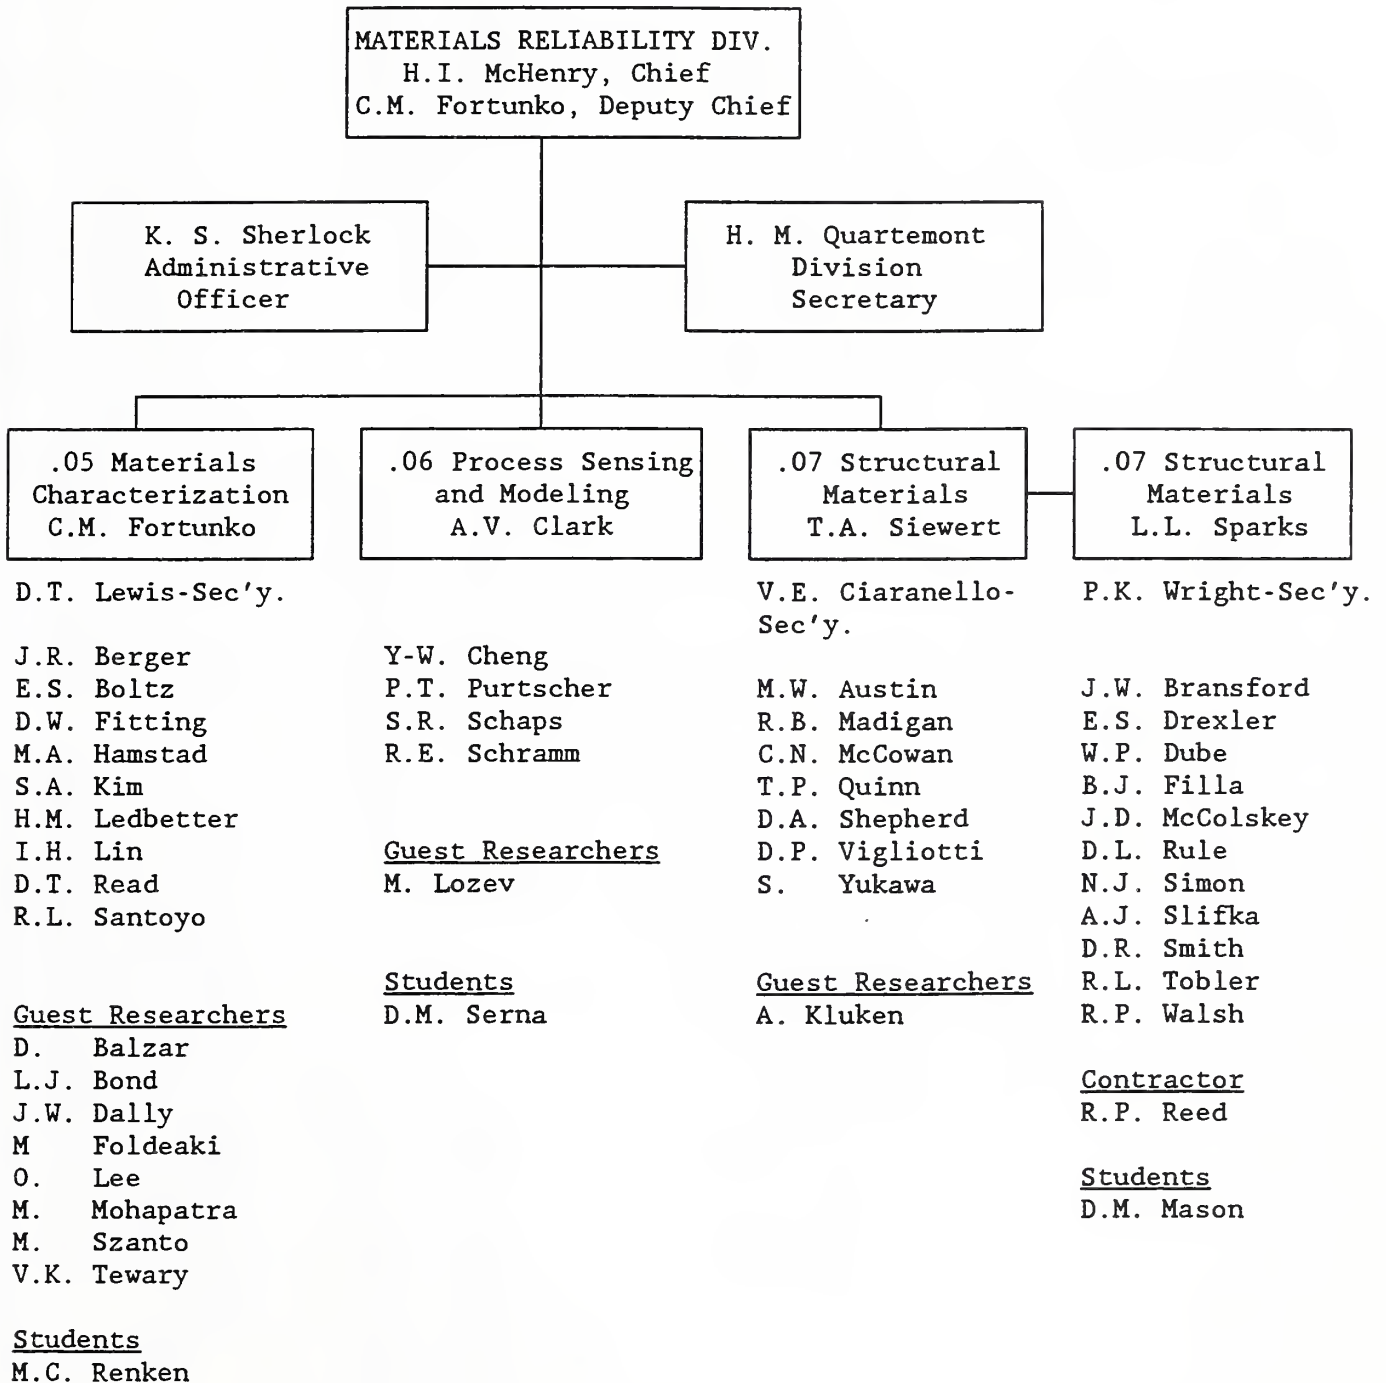 MATERIALS RELIABILITY DIV.
H.I. McHenry, Chief
C.M. Fortunko, Deputy Chief
K. S. Sherlock
Administrative
Officer
H. M. Quartemont
Division
Secretary
.05 Materials
Characterization
C.M. Fortunko
.06 Process Sensing
and Modeling
A.V. Clark
.07 Structural
Materials
T.A. Siewert
.07 Structural
Materials
L.L. Sparks
D.T. Lewis-Sec'y.
J.R. Berger
E.S. Boltz
D.W. Fitting
M.A. Hamstad
S.A. Kim
H.M. Ledbetter
I.H. Lin
D.T. Read
R.L. Santoyo
Guest Researchers
D. Balzar
L.J. Bond
J.W. Dally
M Foldeaki
O. Lee
M. Mohapatra
M. Szanto
V.K. Tewary
Students
M.C. Renken
Y-W. Cheng
P.T. Purtscher
S.R. Schaps
R.E. Schramm
Guest Researchers
M. Lozev
Students
D.M. Serna
V.E. Ciaranello-
Sec'y.
M.W. Austin
R.B. Madigan
C.N. McCowan
T.P. Quinn
D.A. Shepherd
D.P. Vigliotti
S. Yukawa
Guest Researchers
A. Kluken
P.K. Wright-Sec'y.
J.W. Bransford
E.S. Drexler
W.P. Dube
B.J. Filla
J.D. McColskey
D.L. Rule
N.J. Simon
A.J. Slifka
D.R. Smith
R.L. Tobler
R.P. Walsh
Contractor
R.P. Reed
Students
D.M. Mason